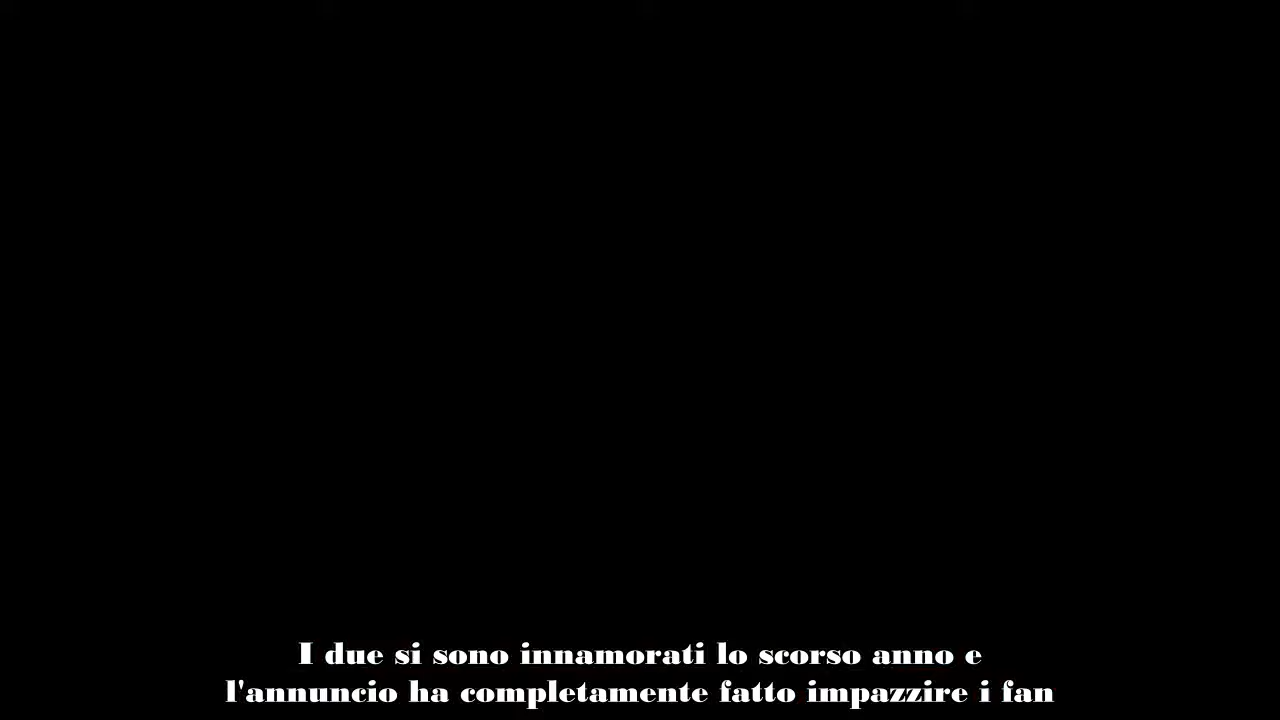 I due si sono innamorati lo scorso anno e
l'annuncio ha completamente fatto impazzire i fan